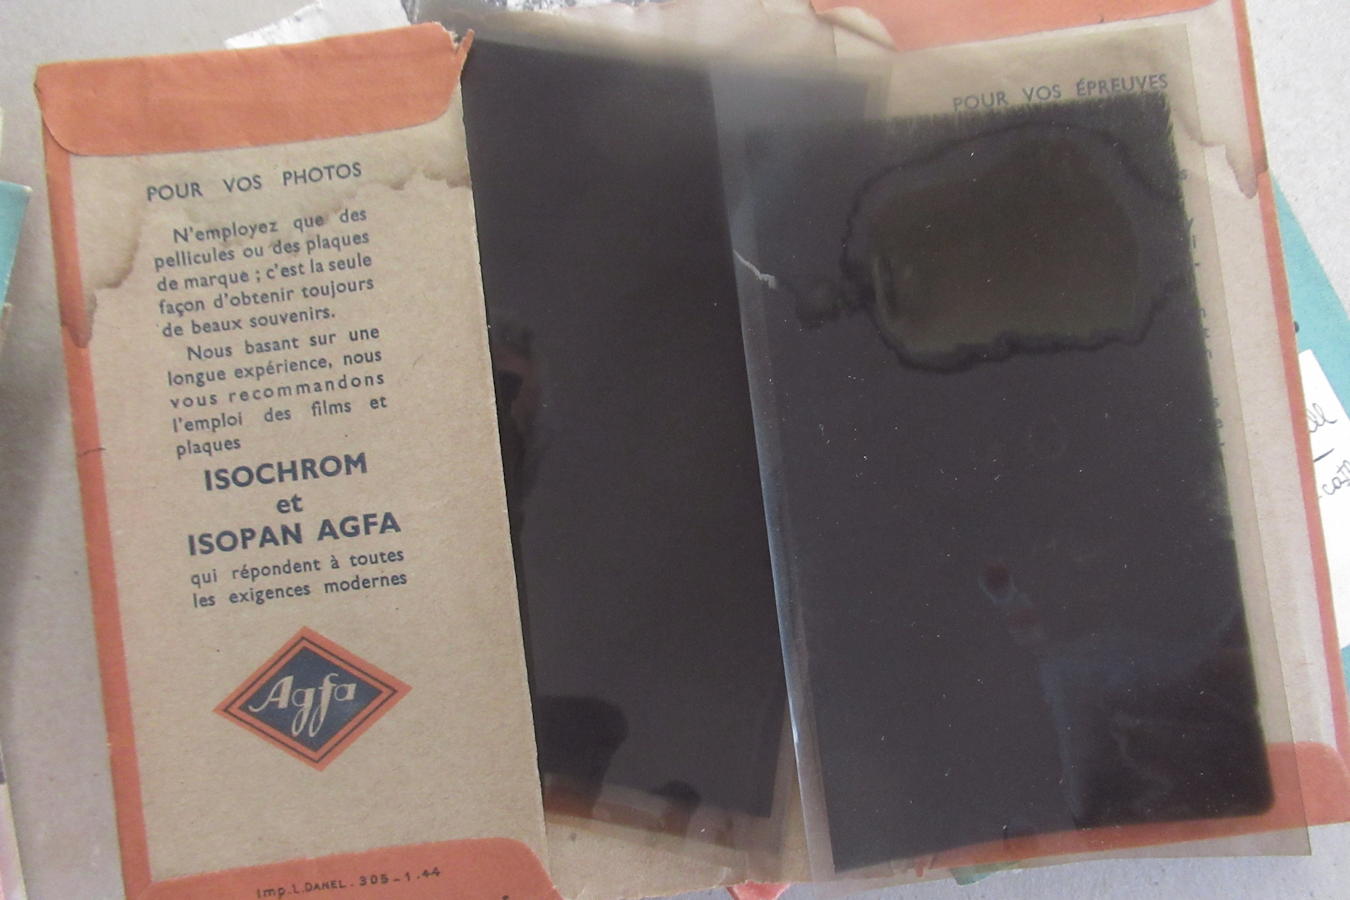 POUR VOS PHOTOS
N'employez que des
pellicules ou des plaques
de marque ; c'est la seule
façon d'obtenir toujours
de beaux souvenirs.
Nous basant sur une
longue expérience, nous
vous recommandons
l'emploi des films et
plaques
ISOCHROM
et
ISOPAN AGFA
qui répondent à toutes
les exigences modernes
Agfa
Imp. L. DANEL . 305 - 1 . 44
POUR VOS ÉPREUVES